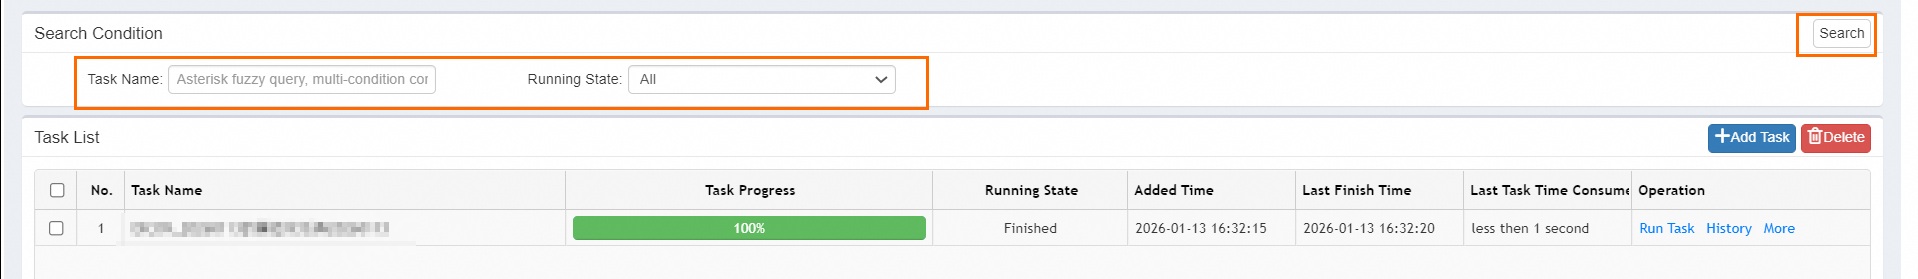 Search Condition
Search
Task Name: Asterisk fuzzy query, multi-condition cor Running State: All
Task List
Add Task Delete
No. Task Name Task Progress Running State Added Time Last Finish Time Last Task Time Consume Operation
1 100% Finished 2026-01-13 16:32:15 2026-01-13 16:32:20 less then 1 second Run Task History More